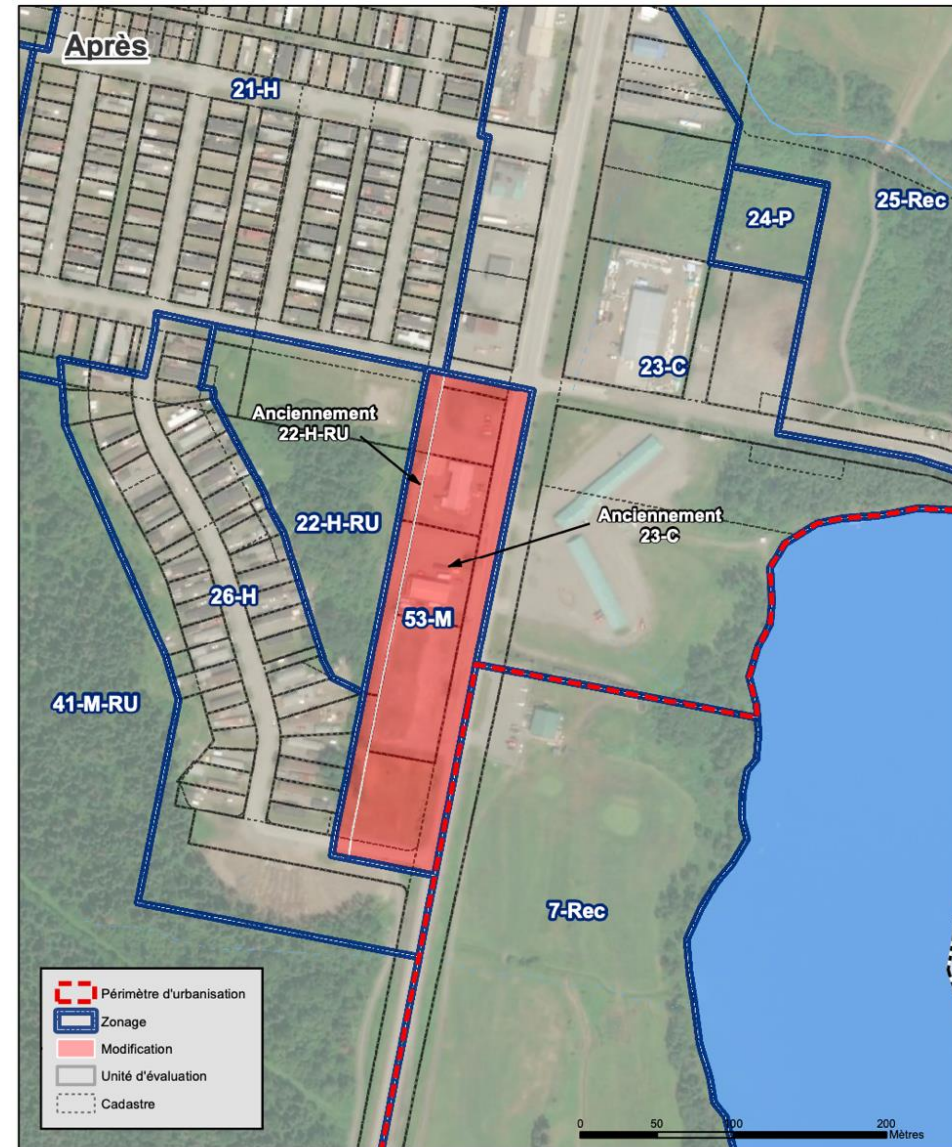 Après
21-H
25-Rec
24-P
23-C
Anciennement
22-H-RU
22-H-RU
Anciennement
23-C
26-H
53-M
41-M-RU
7-Rec
Périmètre d'urbanisation
Zonage
Modification
Unité d'évaluation
Cadastre
0 50 100 200
Mètres